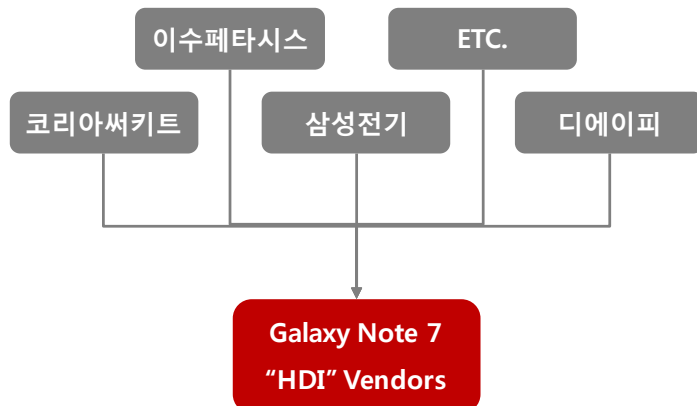 이수페타시스
ETC.
코리아써키트
삼성전기
디에이피
Galaxy Note 7
“HDI” Vendors